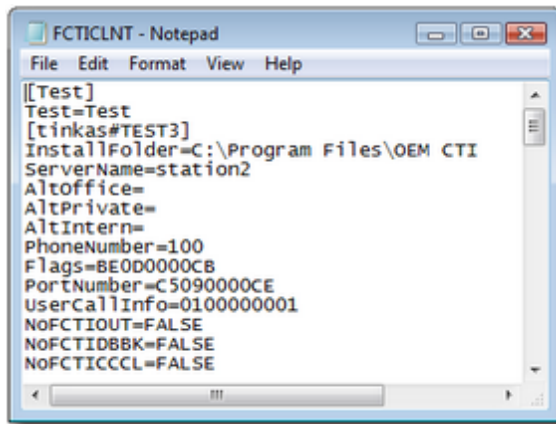 FCTICLNT - Notepad
File Edit Format View Help
[Test]
Test=Test
[tinkas#TEST3]
InstallFolder=C:\Program Files\OEM CTI
ServerName=station2
AltOffice=
AltPrivate=
AltIntern=
PhoneNumber=100
Flags=BE0D0000CB
PortNumber=C5090000CE
UserCallInfo=0100000001
NoFCTIOUT=FALSE
NoFCTIDBBK=FALSE
NoFCTICCCL=FALSE